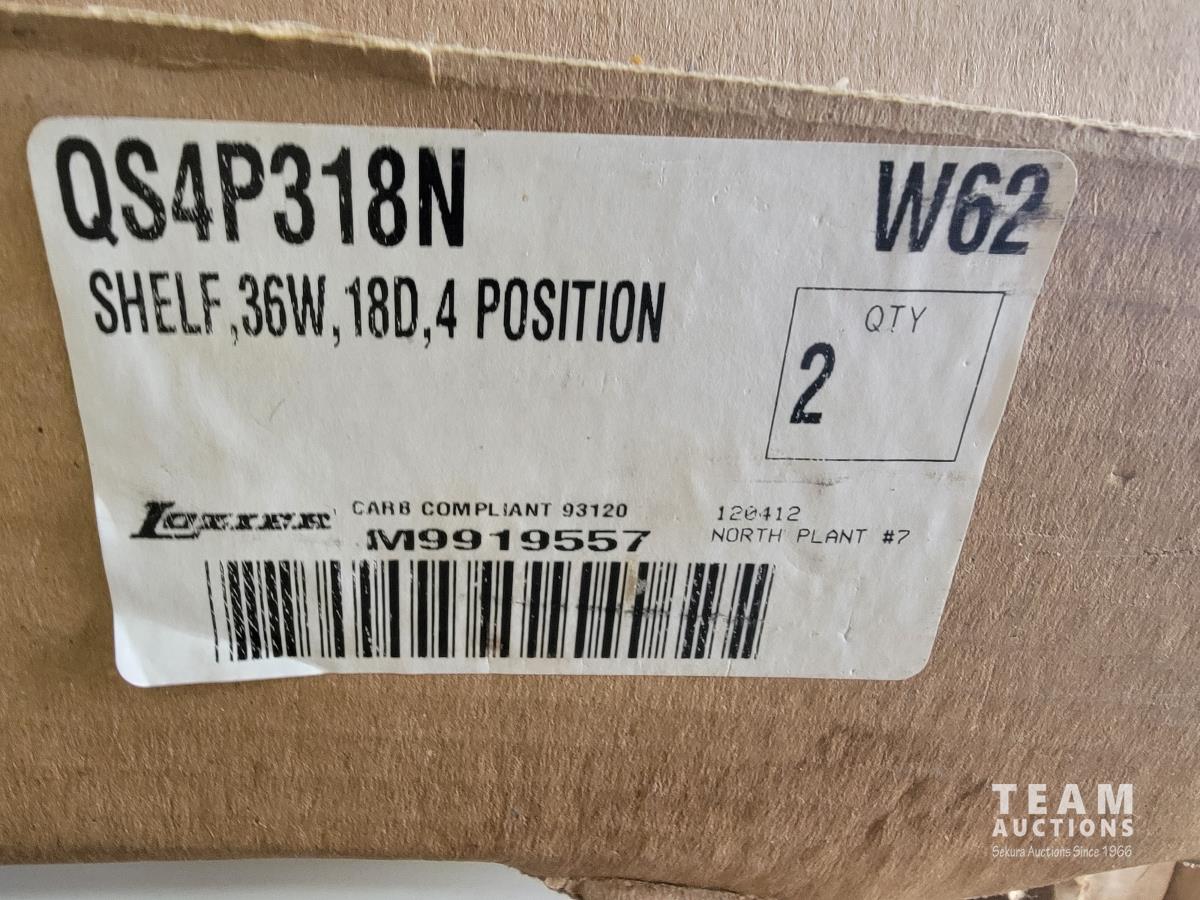 QS4P318N
W62
SHELF,36W,18D,4 POSITION
QTY
2
LOZIER
CARB COMPLIANT 93120
M9919557
120412
NORTH PLANT #7
TEAM
AUCTIONS
Sekura Auctions Since 1966